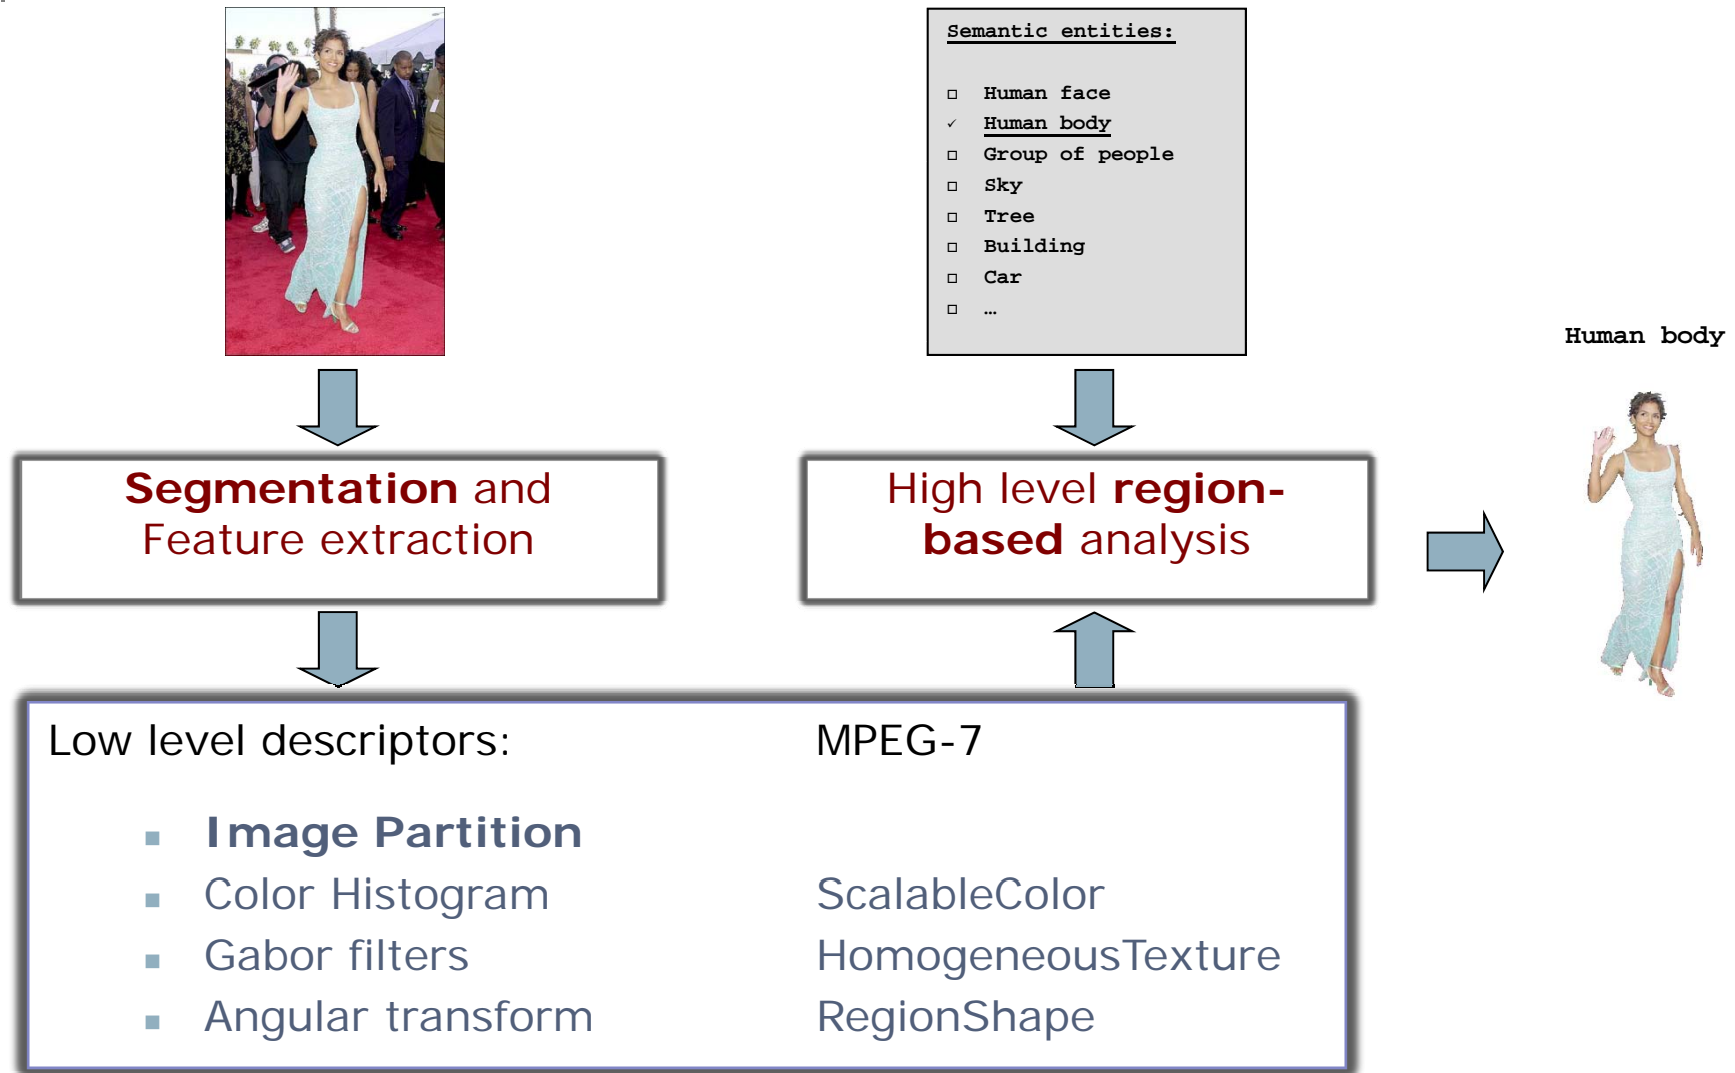 Semantic entities:
Human face
Human body
Group of people
Sky
Tree
Building
Car
…
Human body
Segmentation and
Feature extraction
High level region-
based analysis
Low level descriptors: MPEG-7
Image Partition
Color Histogram ScalableColor
Gabor filters HomogeneousTexture
Angular transform RegionShape